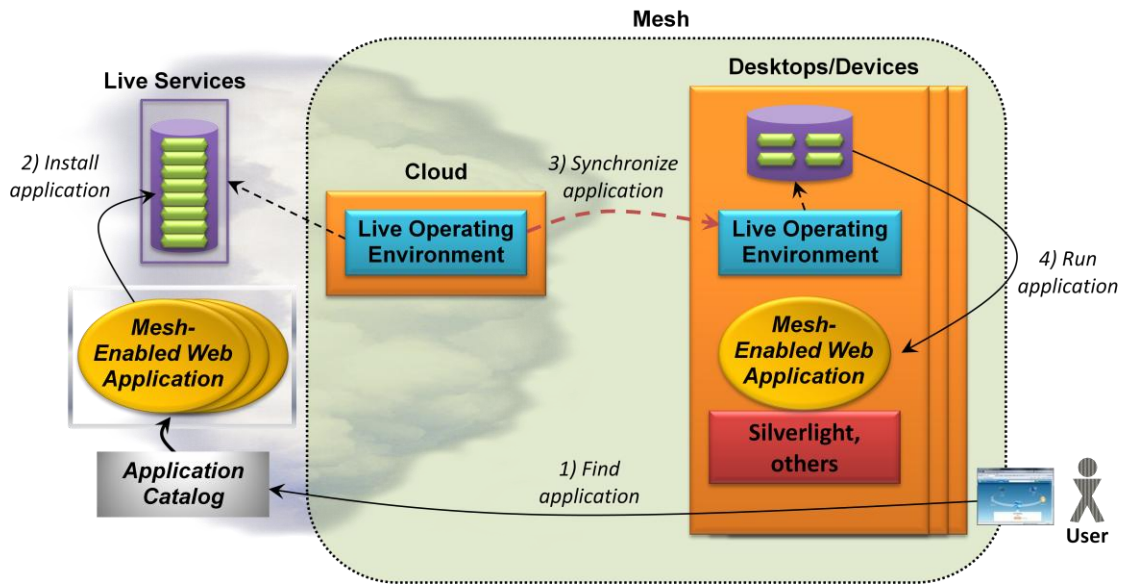 Mesh
Live Services
Desktops/Devices
2) Install
application
Cloud
3) Synchronize
application
Live Operating
Environment
Live Operating
Environment
4) Run
application
Mesh-
Enabled Web
Application
Mesh-
Enabled Web
Application
Silverlight,
others
Application
Catalog
1) Find
application
User